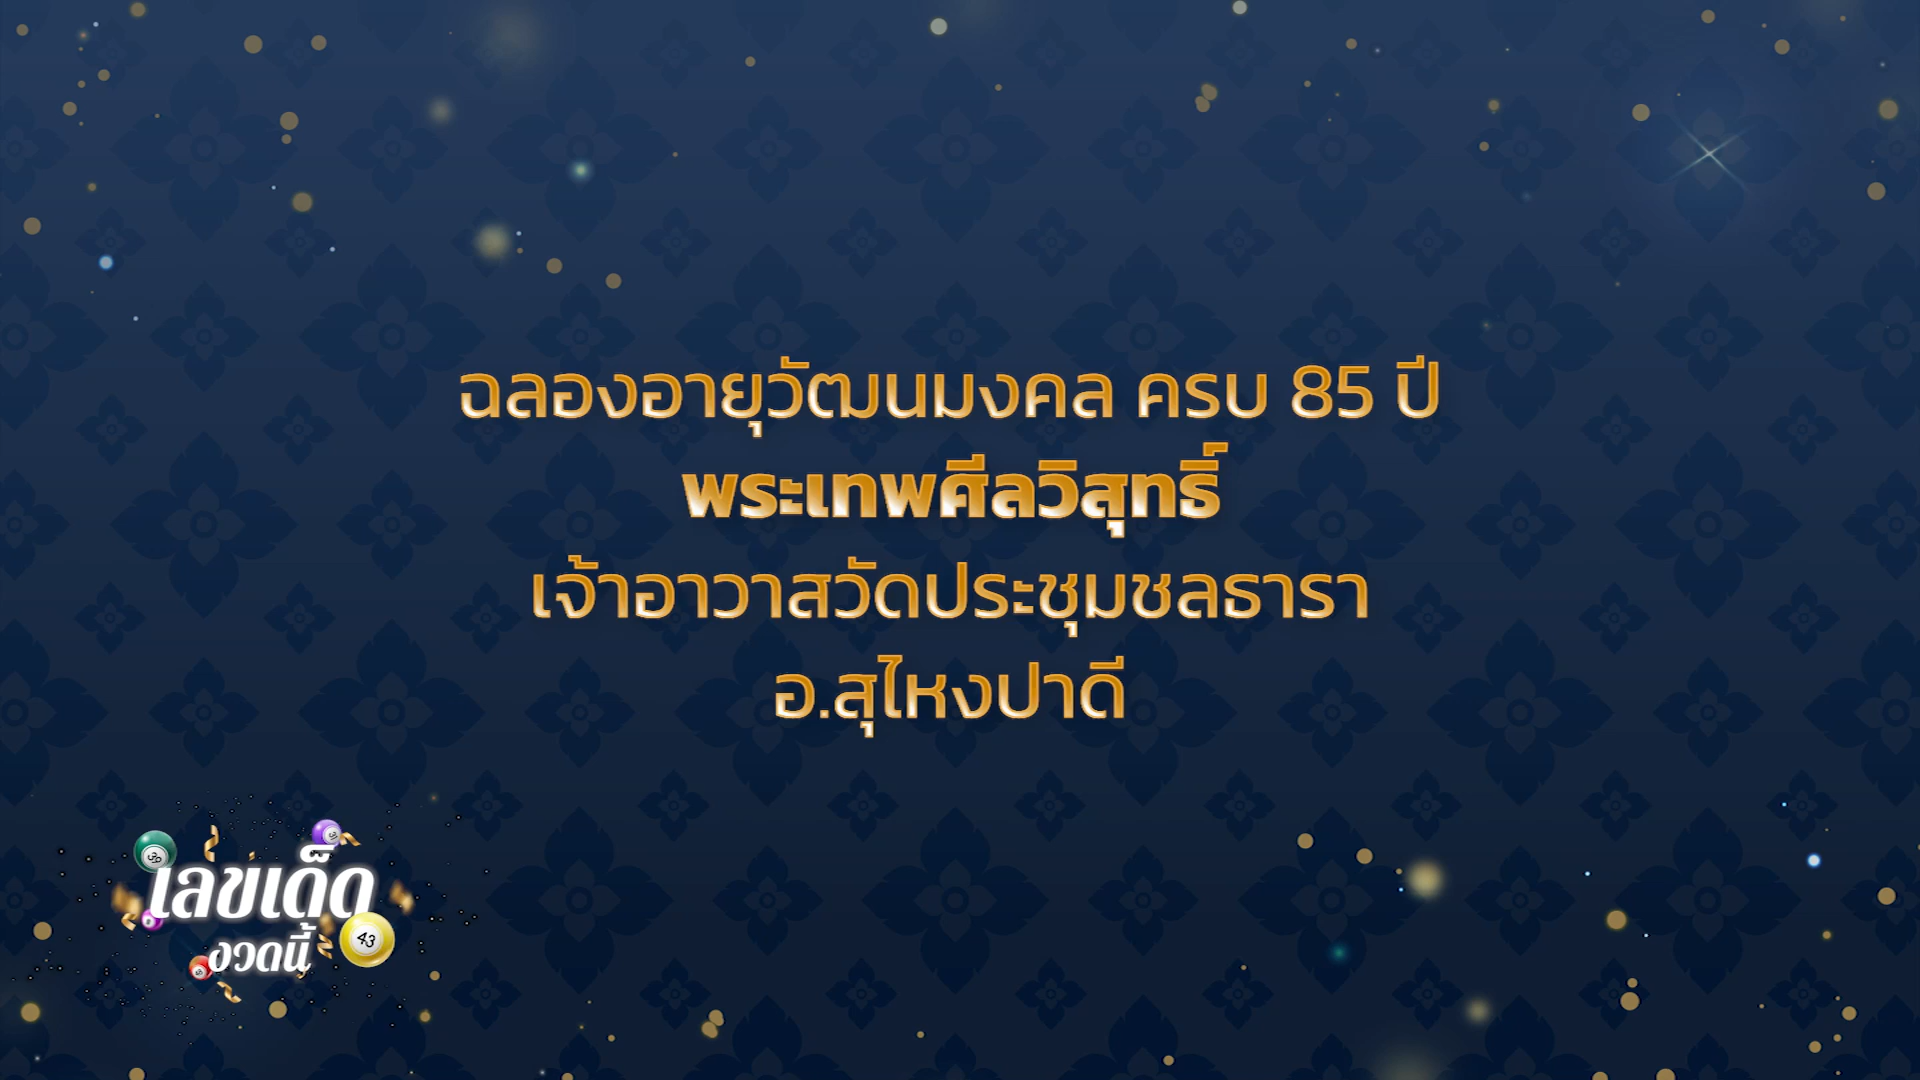 ฉลองอายุวัฒนมงคล ครบ 85 ปี
พระเทพศีลวิสุทธิ์
เจ้าอาวาสวัดประชุมชลธารา
อ.สุไหงปาดี
เลขเด็ด
งวดนี้
43